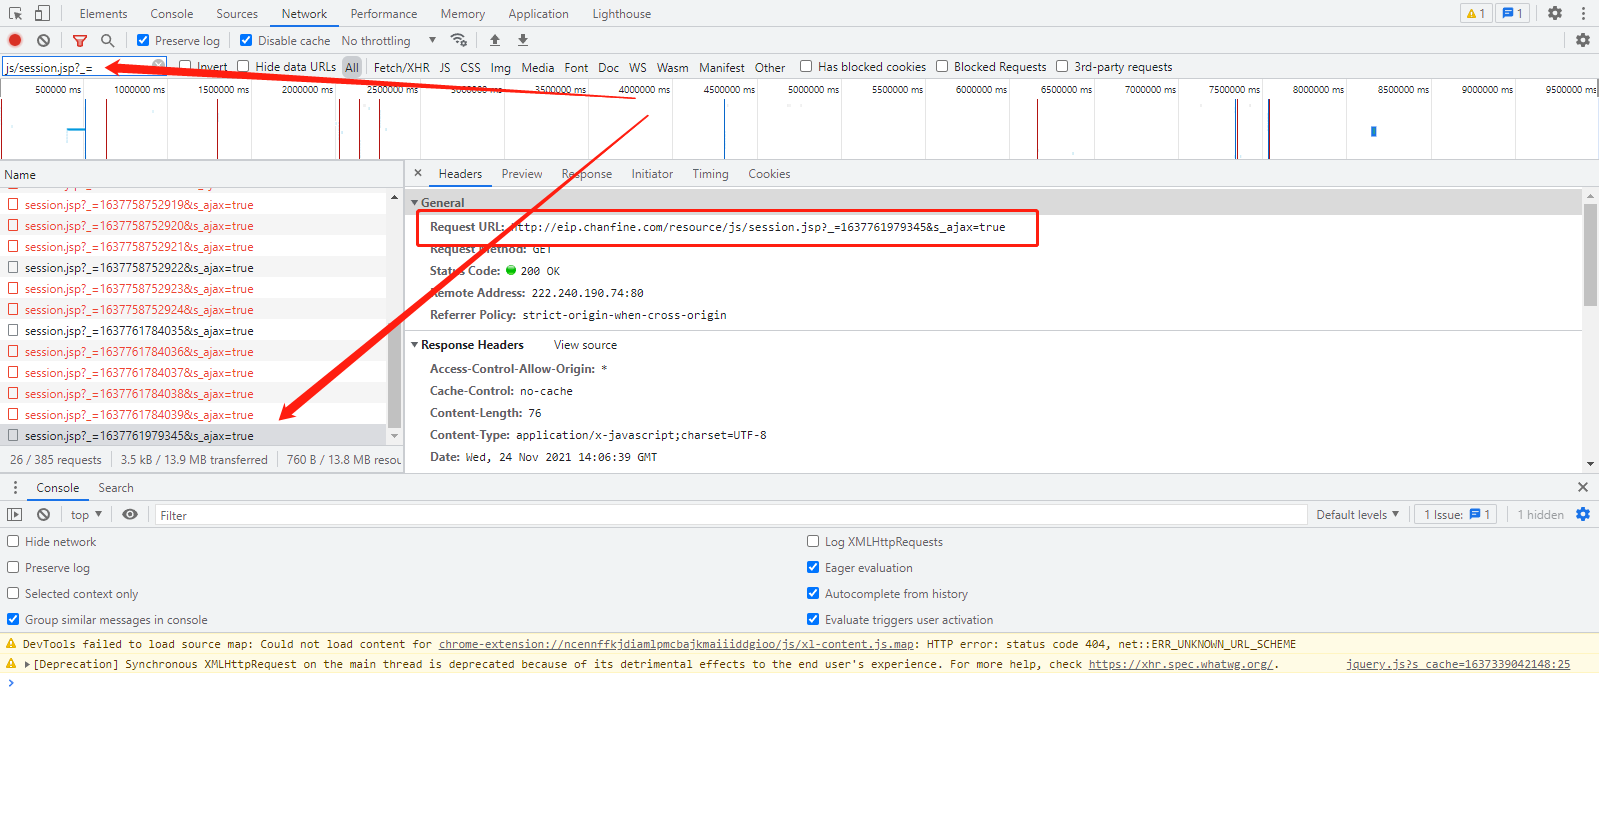 Elements Console Sources Network Performance Memory Application Lighthouse 1 1
Preserve log Disable cache No throttling
js/session.jsp?_= Invert Hide data URLs All Fetch/XHR JS CSS Img Media Font Doc WS Wasm Manifest Other Has blocked cookies Blocked Requests 3rd-party requests
500000 ms 1000000 ms 1500000 ms 2000000 ms 2500000 ms 3000000 ms 3500000 ms 4000000 ms 4500000 ms 5000000 ms 5500000 ms 6000000 ms 6500000 ms 7000000 ms 7500000 ms 8000000 ms 8500000 ms 9000000 ms 9500000 ms
Name
session.jsp?_=1637758752919&s_ajax=true
session.jsp?_=1637758752920&s_ajax=true
session.jsp?_=1637758752921&s_ajax=true
session.jsp?_=1637758752922&s_ajax=true
session.jsp?_=1637758752923&s_ajax=true
session.jsp?_=1637758752924&s_ajax=true
session.jsp?_=1637761784035&s_ajax=true
session.jsp?_=1637761784036&s_ajax=true
session.jsp?_=1637761784037&s_ajax=true
session.jsp?_=1637761784038&s_ajax=true
session.jsp?_=1637761784039&s_ajax=true
session.jsp?_=1637761979345&s_ajax=true
26 / 385 requests 3.5 kB / 13.9 MB transferred 760 B / 13.8 MB resou
Headers Preview Response Initiator Timing Cookies
General
Request URL: http://eip.chanfine.com/resource/js/session.jsp?_=1637761979345&s_ajax=true
Request Method: GET
Status Code: 200 OK
Remote Address: 222.240.190.74:80
Referrer Policy: strict-origin-when-cross-origin
Response Headers View source
Access-Control-Allow-Origin: *
Cache-Control: no-cache
Content-Length: 76
Content-Type: application/x-javascript;charset=UTF-8
Date: Wed, 24 Nov 2021 14:06:39 GMT
Console Search
top Filter Default levels 1 Issue: 1 1 hidden
Hide network Log XMLHttpRequests
Preserve log Eager evaluation
Selected context only Autocomplete from history
Group similar messages in console Evaluate triggers user activation
DevTools failed to load source map: Could not load content for chrome-extension://ncennffkjdiamlpmcbajkmaiiiddgioo/js/xl-content.js.map: HTTP error: status code 404, net::ERR_UNKNOWN_URL_SCHEME
[Deprecation] Synchronous XMLHttpRequest on the main thread is deprecated because of its detrimental effects to the end user's experience. For more help, check https://xhr.spec.whatwg.org/. jquery.js?s_cache=1637339042148:25